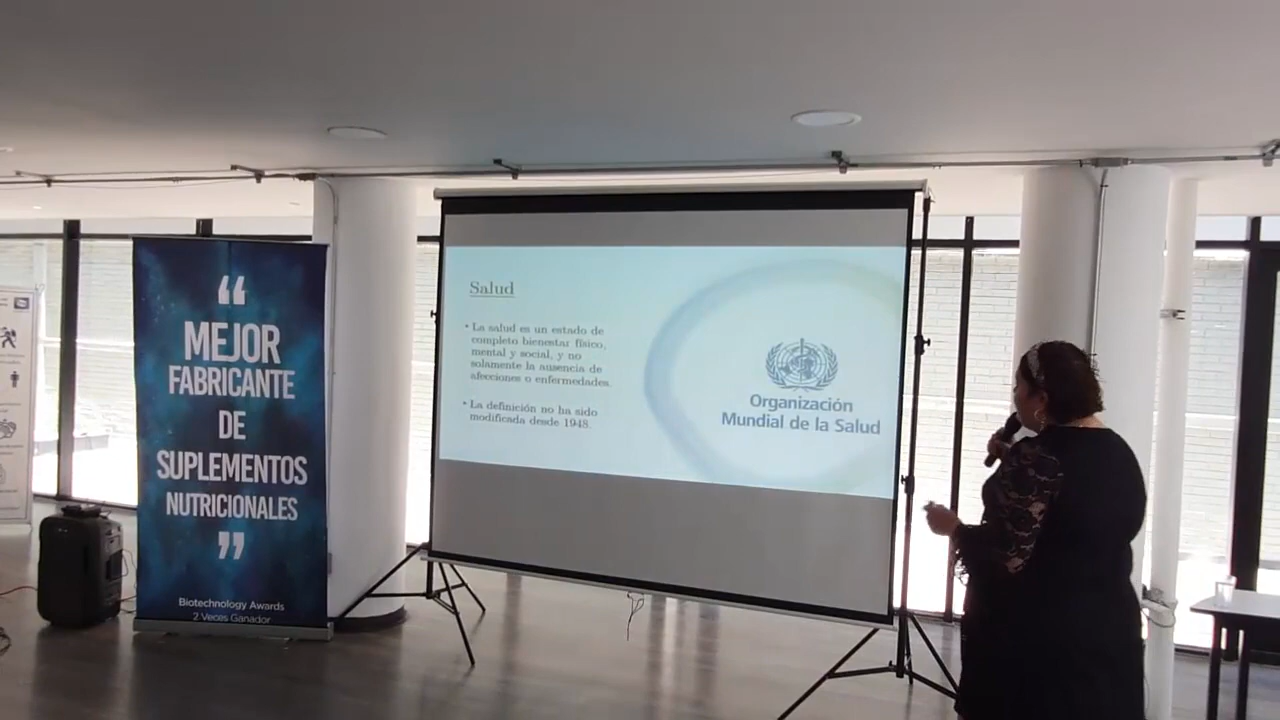 “
MEJOR
FABRICANTE
DE
SUPLEMENTOS
NUTRICIONALES
”
Biotechnology Awards
2 Veces Ganador
Salud
• La salud es un estado de
completo bienestar físico,
mental y social, y no
solamente la ausencia de
afecciones o enfermedades.
• La definición no ha sido
modificada desde 1948.
Organización
Mundial de la Salud